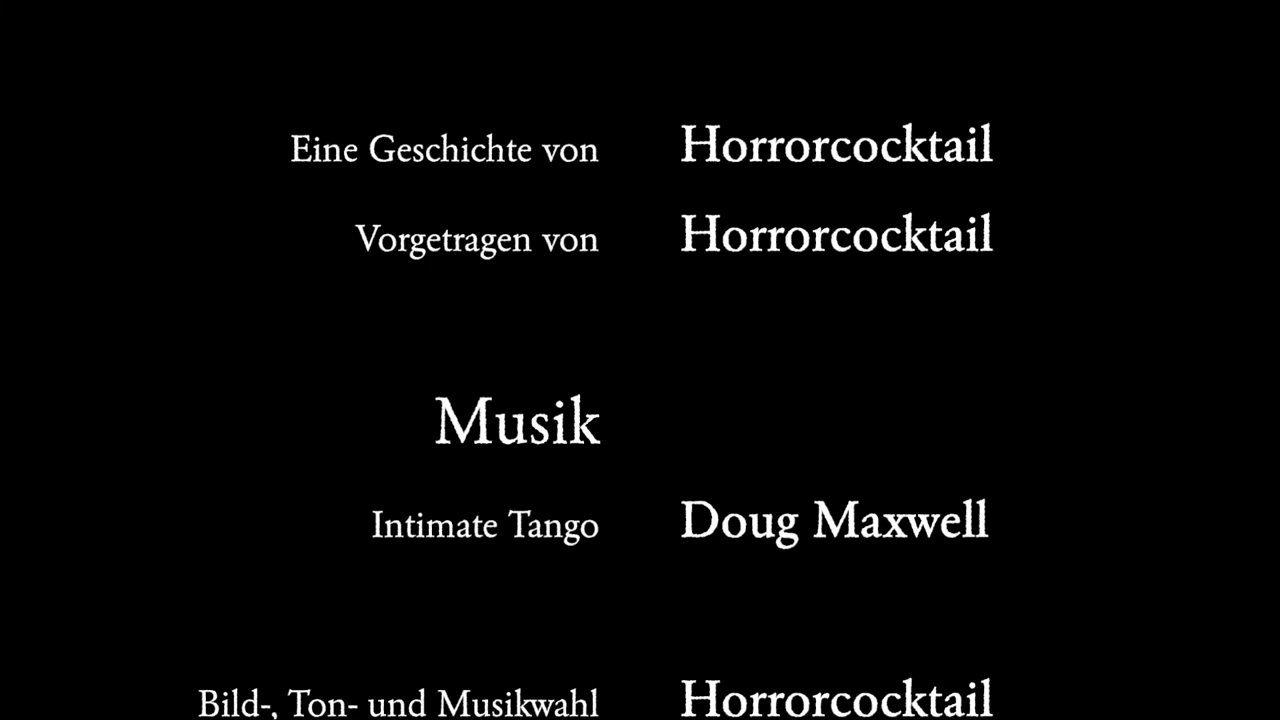 Eine Geschichte von Horrorcocktail
Vorgetragen von Horrorcocktail
Musik
Intimate Tango Doug Maxwell
Bild-, Ton- und Musikwahl Horrorcocktail